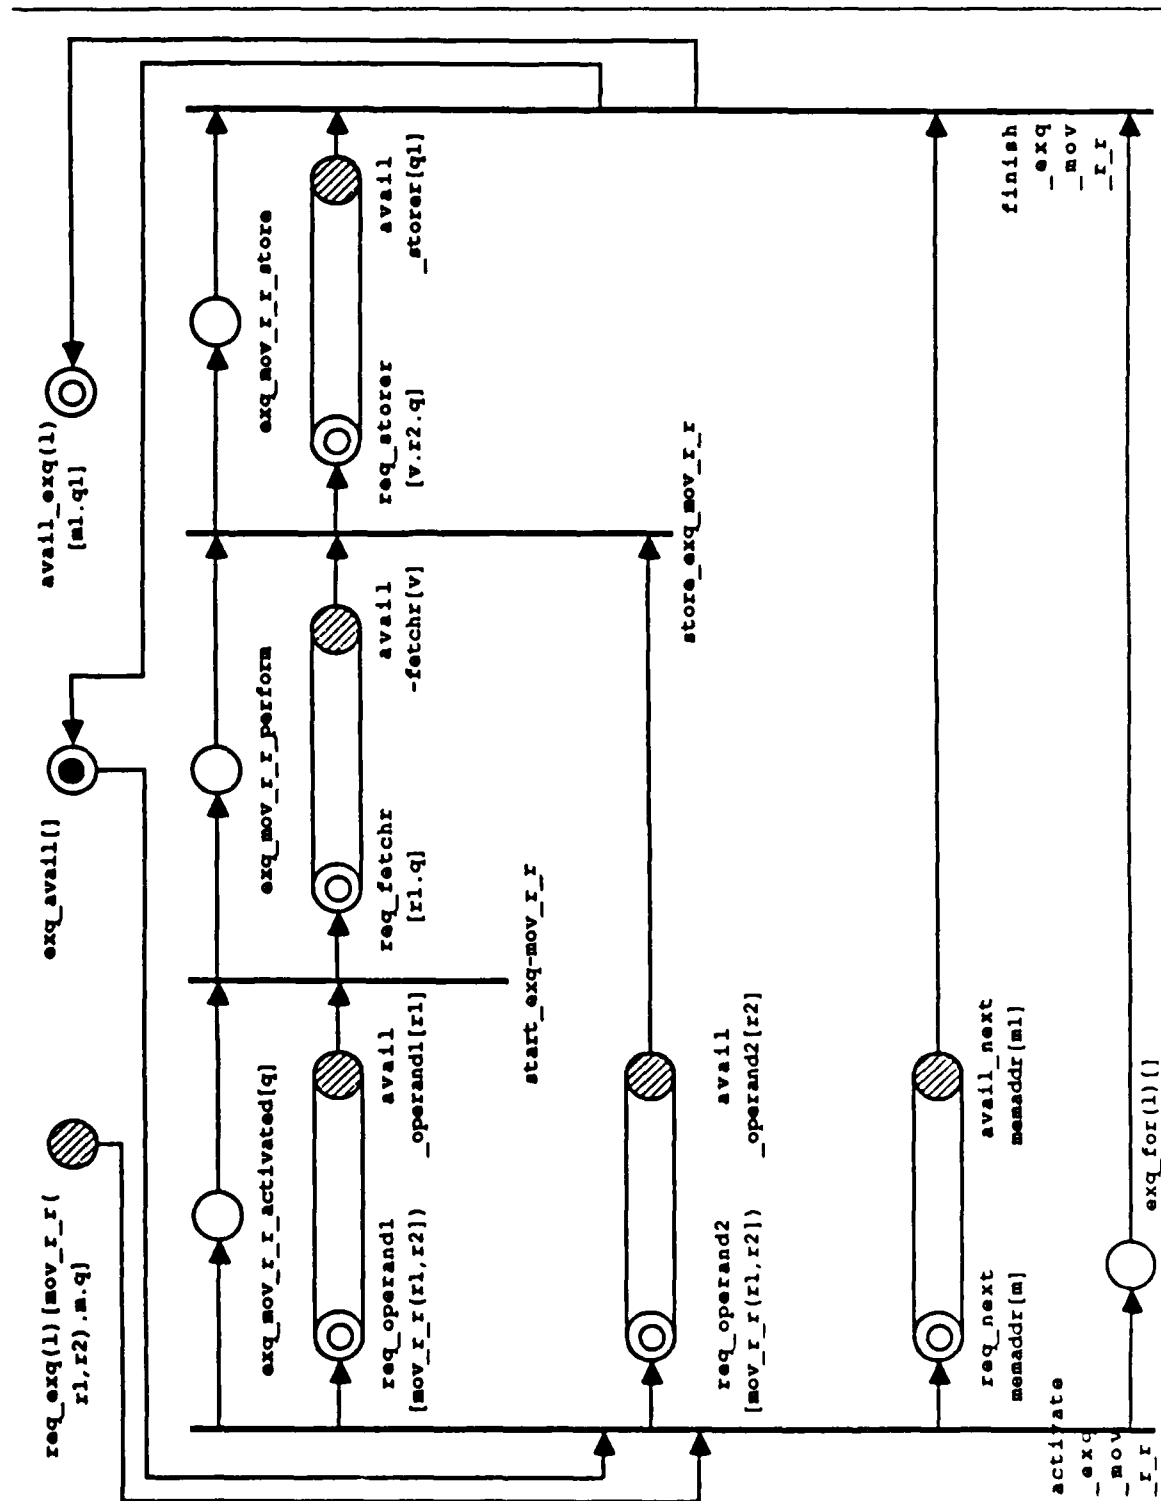 req_exq(l)[mov_r_r(
r1,r2).m.q]
exq_avail[]
avail_exq(l)
[m1.q1]
exq_mov_r_r_activated[q]
exq_mov_r_r_perform
exq_mov_r_r_store
req_operand1
[mov_r_r(r1,r2])
avail
_operand1[r1]
req_fetchr
[r1.q]
avail
-fetchr[v]
req_storer
[v.r2.q]
avail
_storer[q1]
start_exq-mov_r_r
store_exq_mov_r_r
req_operand2
[mov_r_r(r1,r2])
avail
_operand2[r2]
req_next
memaddr[m]
avail_next
memaddr[m1]
activate
_exq
_mov
_r_r
exq_for(l)[]
finish
_exq
_mov
_r_r